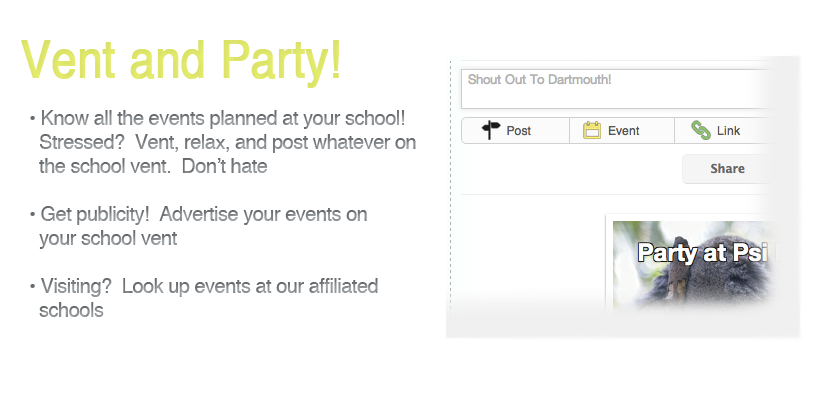 Vent and Party!
• Know all the events planned at your school!
Stressed?  Vent, relax, and post whatever on
the school vent.  Don't hate
• Get publicity!  Advertise your events on
your school vent
• Visiting?  Look up events at our affiliated
schools
Shout Out To Dartmouth!
Post
Event
Link
Share
Party at Psi